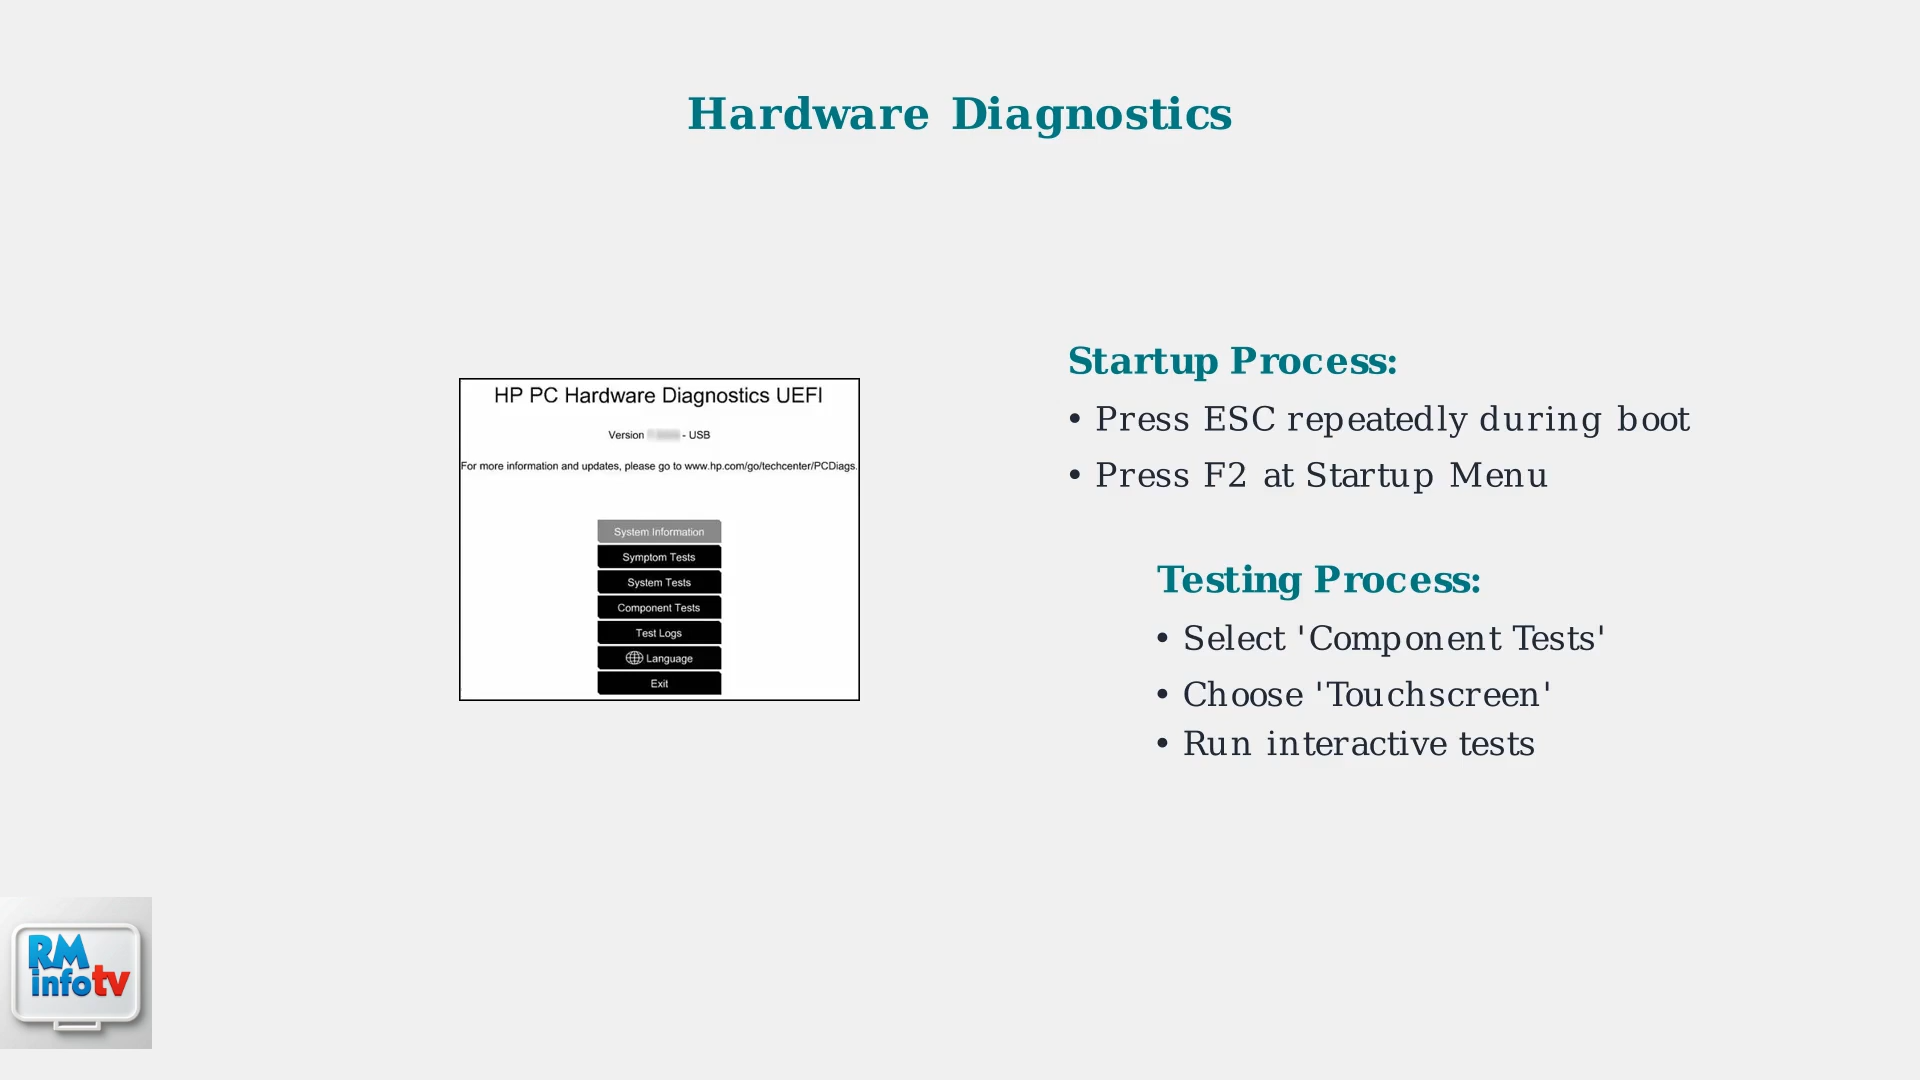 Hardware Diagnostics
HP PC Hardware Diagnostics UEFI
Version - USB
For more information and updates, please go to www.hp.com/go/techcenter/PCDiags.
System Information
Symptom Tests
System Tests
Component Tests
Test Logs
Language
Exit
Startup Process:
• Press ESC repeatedly during boot
• Press F2 at Startup Menu
Testing Process:
• Select 'Component Tests'
• Choose 'Touchscreen'
• Run interactive tests
RM
infotv